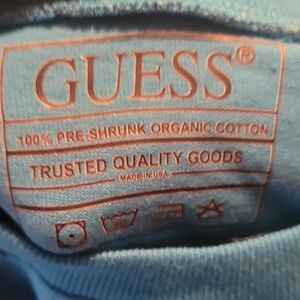 GUESS®
100% PRE-SHRUNK ORGANIC COTTON
TRUSTED QUALITY GOODS
MADE IN USA